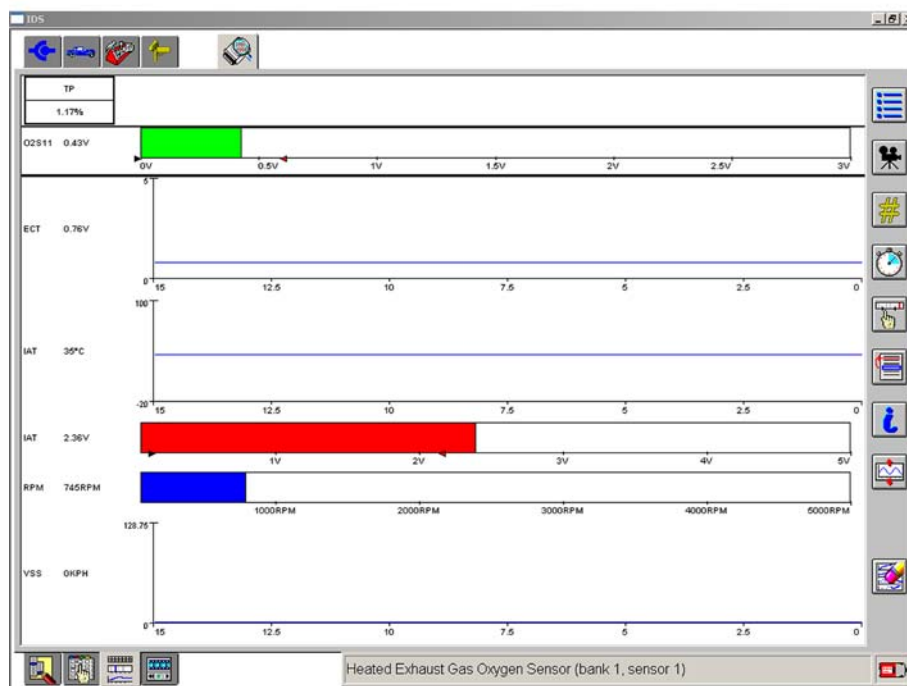 IDS
TP
1.17%
O2S11 0.43V
0V 0.5V 1V 1.5V 2V 2.5V 3V
5
ECT 0.76V
0
15 12.5 10 7.5 5 2.5 0
100
IAT 35°C
-20
15 12.5 10 7.5 5 2.5 0
IAT 2.36V
1V 2V 3V 4V 5V
RPM 745RPM
1000RPM 2000RPM 3000RPM 4000RPM 5000RPM
128.75
VSS 0KPH
0
15 12.5 10 7.5 5 2.5 0
Heated Exhaust Gas Oxygen Sensor (bank 1, sensor 1)